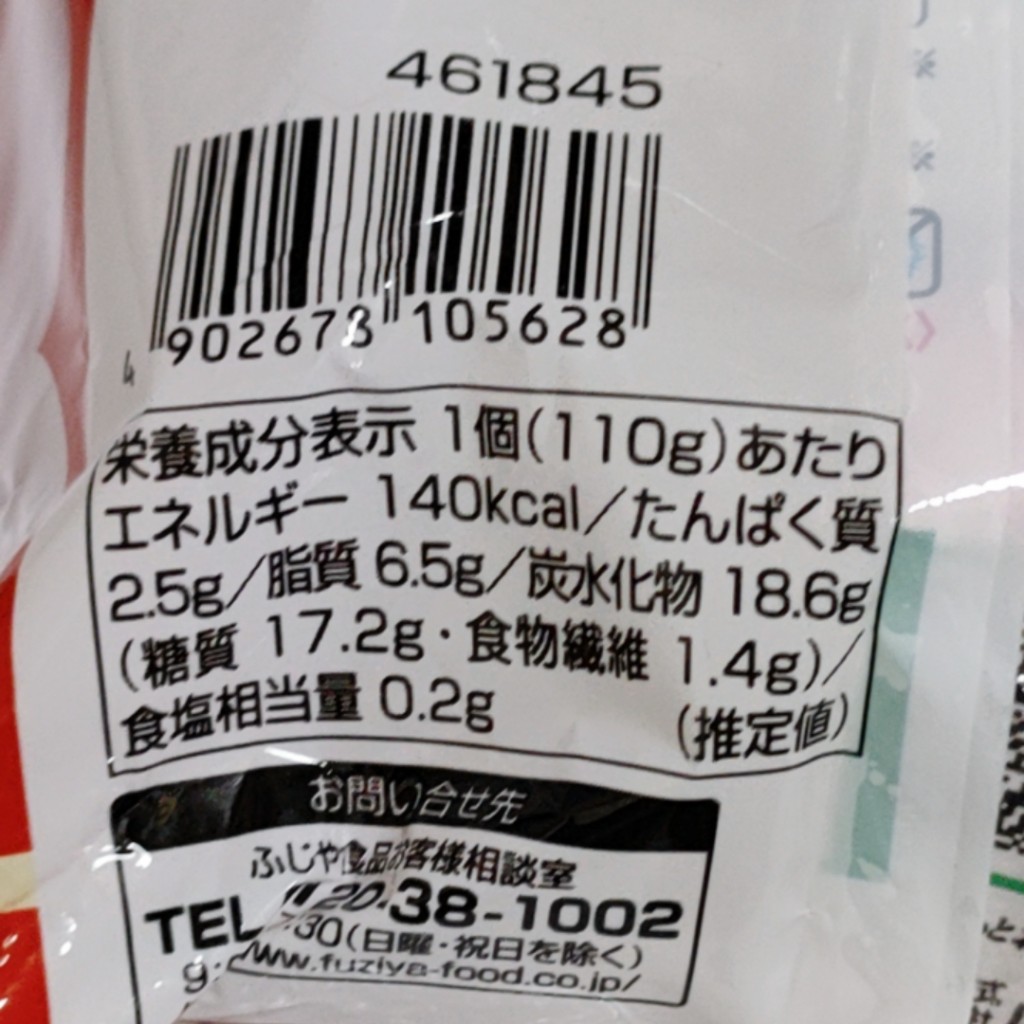 461845
4 902678 105628
栄養成分表示 1個(110g)あたり
エネルギー 140kcal/たんぱく質
2.5g/脂質 6.5g/炭水化物 18.6g
(糖質 17.2g・食物繊維 1.4g)/
食塩相当量 0.2g (推定値)
お問い合せ先
ふじや食品お客様相談室
TEL 0120-38-1002
30(日曜・祝日を除く)
www.fuziya-food.co.jp/